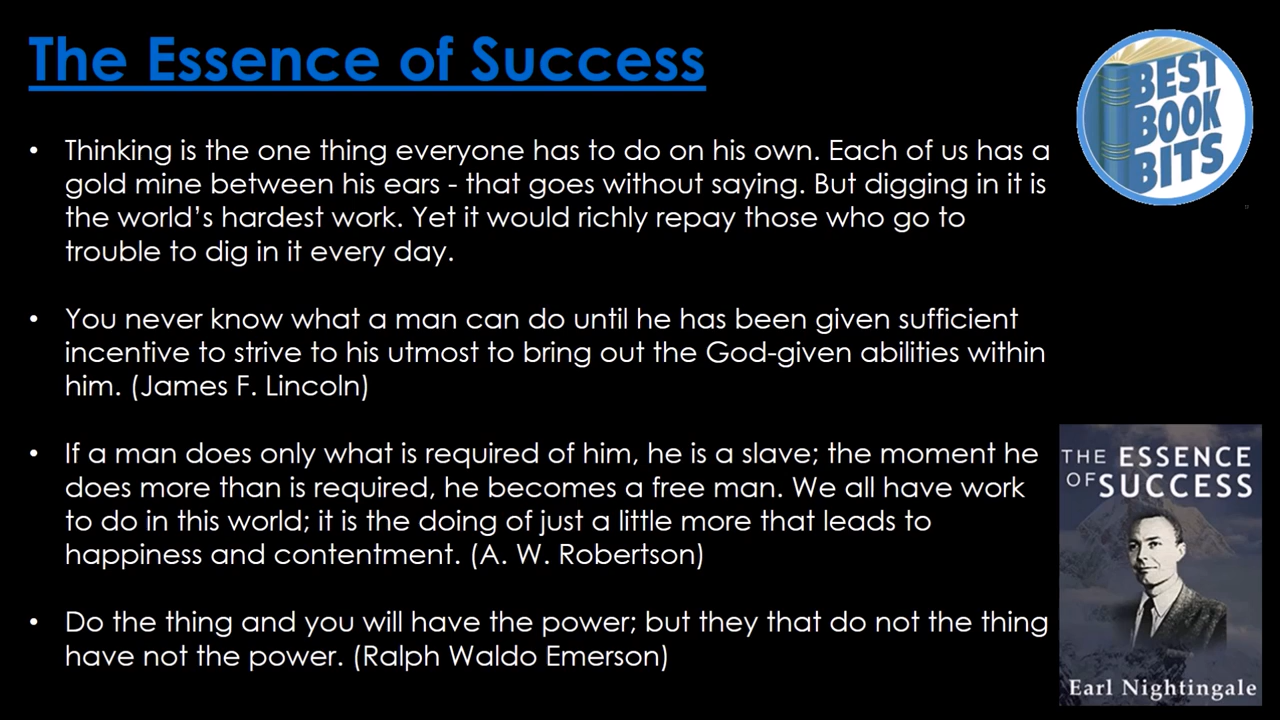 The Essence of Success
BEST
BOOK
BITS
• Thinking is the one thing everyone has to do on his own. Each of us has a
gold mine between his ears - that goes without saying. But digging in it is
the world's hardest work. Yet it would richly repay those who go to
trouble to dig in it every day.
• You never know what a man can do until he has been given sufficient
incentive to strive to his utmost to bring out the God-given abilities within
him. (James F. Lincoln)
• If a man does only what is required of him, he is a slave; the moment he
does more than is required, he becomes a free man. We all have work
to do in this world; it is the doing of just a little more that leads to
happiness and contentment. (A. W. Robertson)
• Do the thing and you will have the power; but they that do not the thing
have not the power. (Ralph Waldo Emerson)
THE ESSENCE
OF SUCCESS
Earl Nightingale